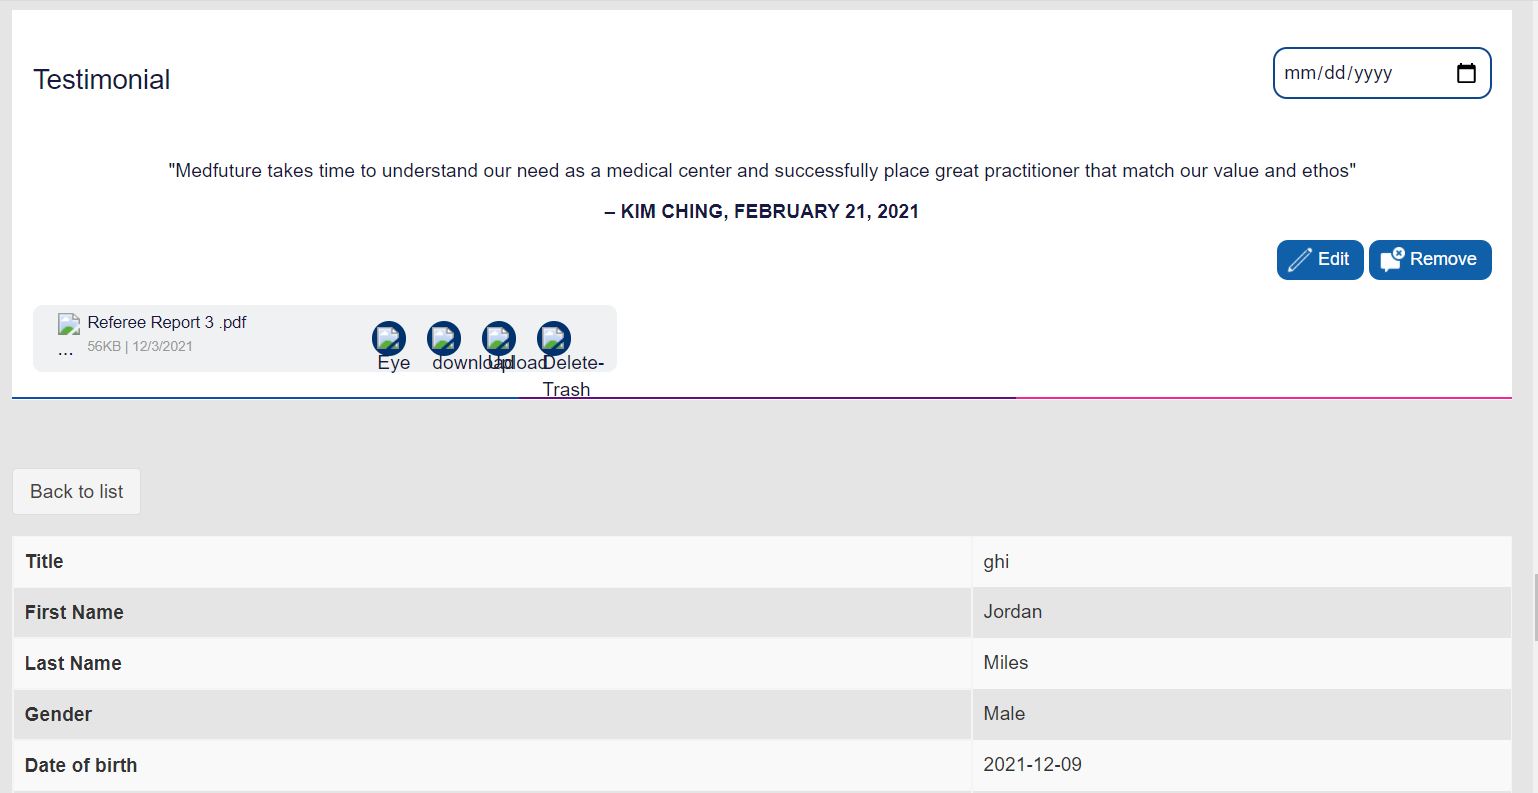 Testimonial
mm/dd/yyyy
"Medfuture takes time to understand our need as a medical center and successfully place great practitioner that match our value and ethos"
– KIM CHING, FEBRUARY 21, 2021
Edit Remove
Referee Report 3 .pdf
...
56KB | 12/3/2021
Eye download Upload Delete-
Trash
Back to list
Title ghi
First Name Jordan
Last Name Miles
Gender Male
Date of birth 2021-12-09